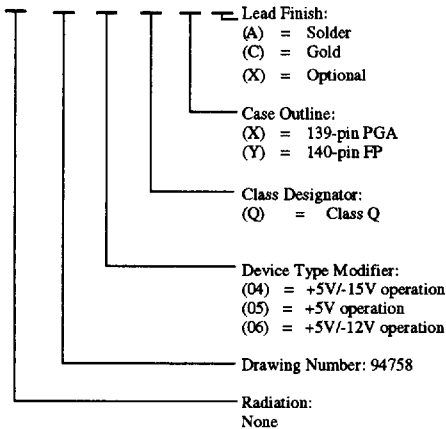 Lead Finish:
(A) = Solder
(C) = Gold
(X) = Optional
Case Outline:
(X) = 139-pin PGA
(Y) = 140-pin FP
Class Designator:
(Q) = Class Q
Device Type Modifier:
(04) = +5V/-15V operation
(05) = +5V operation
(06) = +5V/-12V operation
Drawing Number: 94758
Radiation:
None